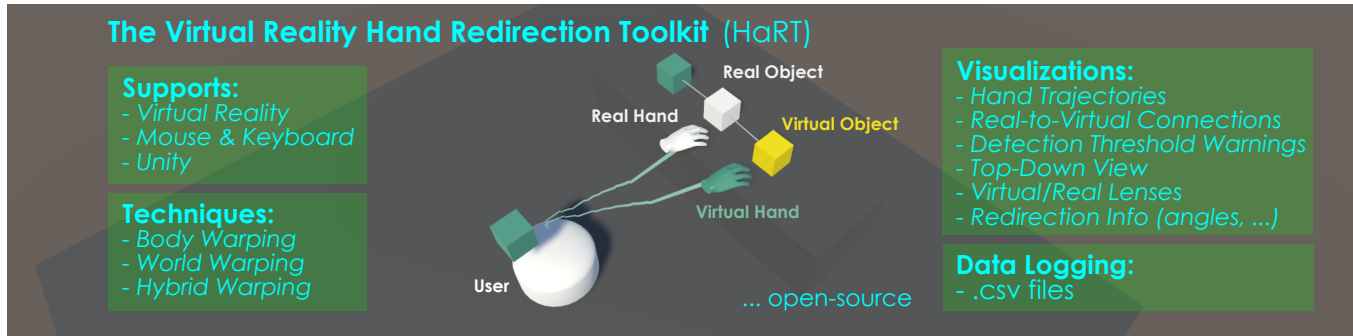 The Virtual Reality Hand Redirection Toolkit (HaRT)
Supports:
- Virtual Reality
- Mouse & Keyboard
- Unity
Techniques:
- Body Warping
- World Warping
- Hybrid Warping
Real Object
Real Hand
Virtual Object
Virtual Hand
User
... open-source
Visualizations:
- Hand Trajectories
- Real-to-Virtual Connections
- Detection Threshold Warnings
- Top-Down View
- Virtual/Real Lenses
- Redirection Info (angles, ...)
Data Logging:
- .csv files